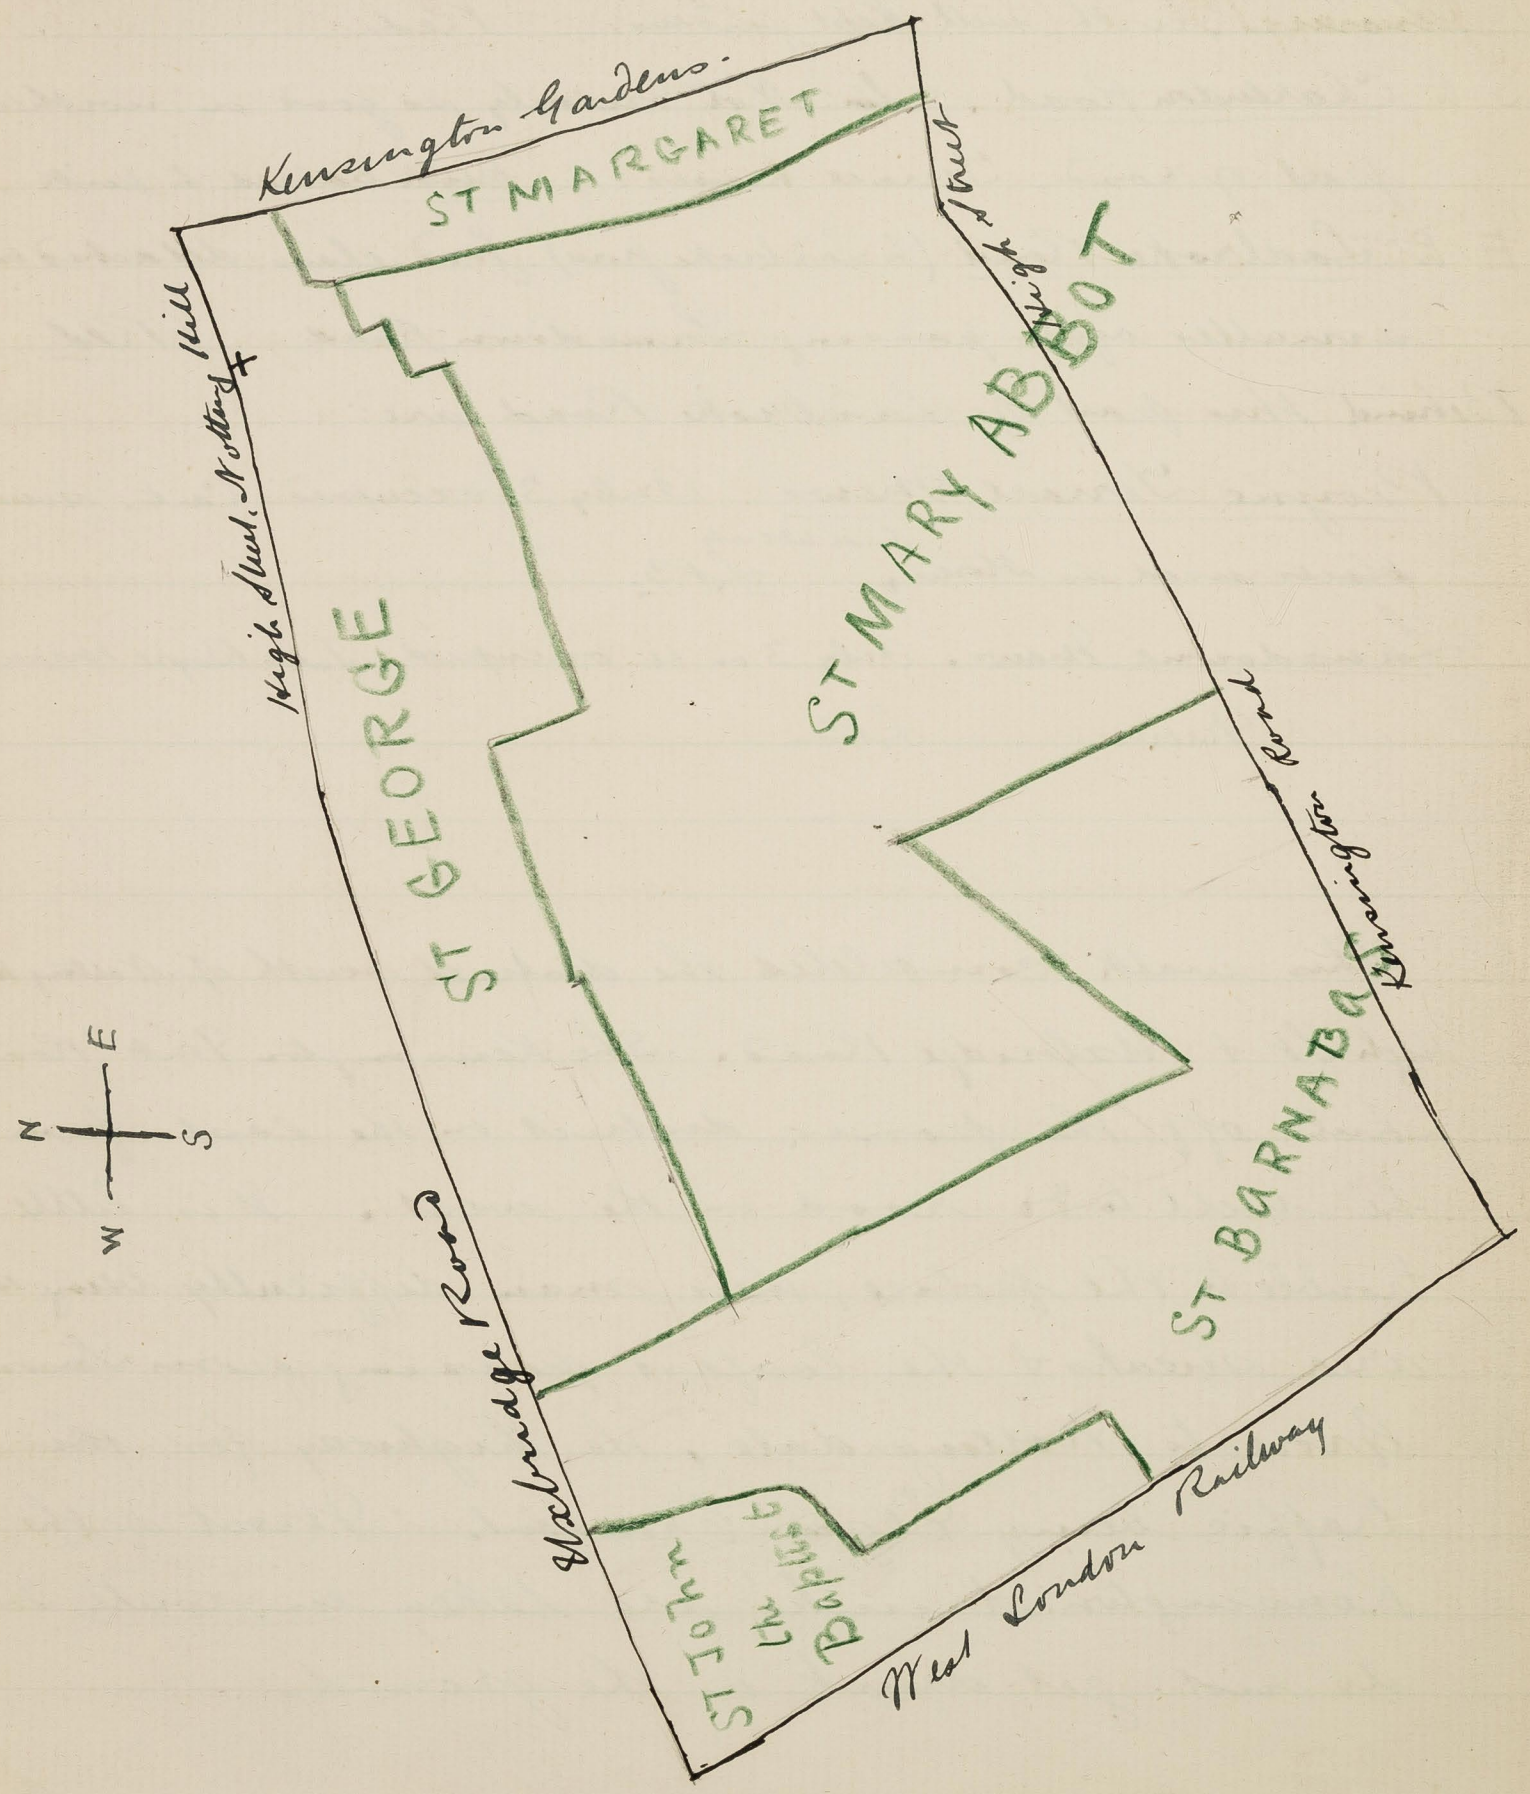 Kensington Gardens.
ST MARGARET
High Street
High Street. Notting Hill
ST MARY ABBOT
ST GEORGE
Kensington Road
N
E
S
W
Uxbridge Road
ST BARNABAS
ST John
the
Baptist
West London Railway